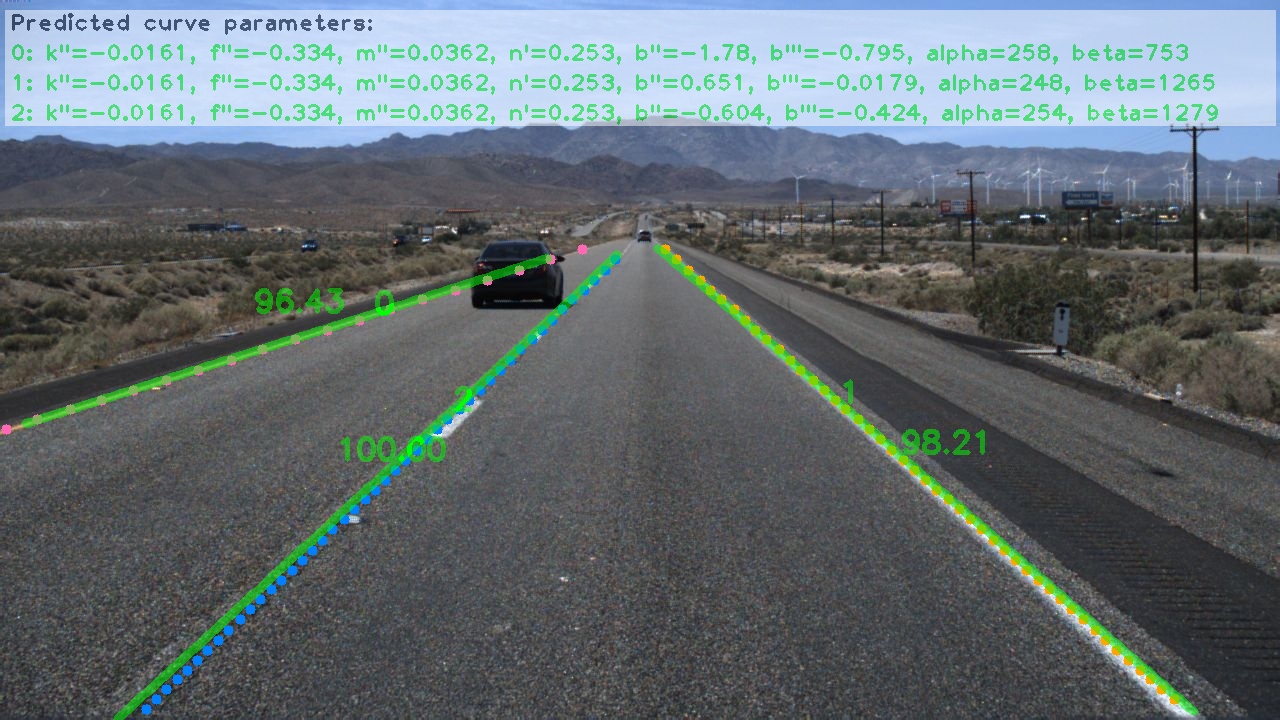 Predicted curve parameters:
0: k''=-0.0161, f''=-0.334, m''=0.0362, n'=0.253, b''=-1.78, b'''=-0.795, alpha=258, beta=753
1: k''=-0.0161, f''=-0.334, m''=0.0362, n'=0.253, b''=0.651, b'''=-0.0179, alpha=248, beta=1265
2: k''=-0.0161, f''=-0.334, m''=0.0362, n'=0.253, b''=-0.604, b'''=-0.424, alpha=254, beta=1279
96.43 0
2 1
100.00 98.21